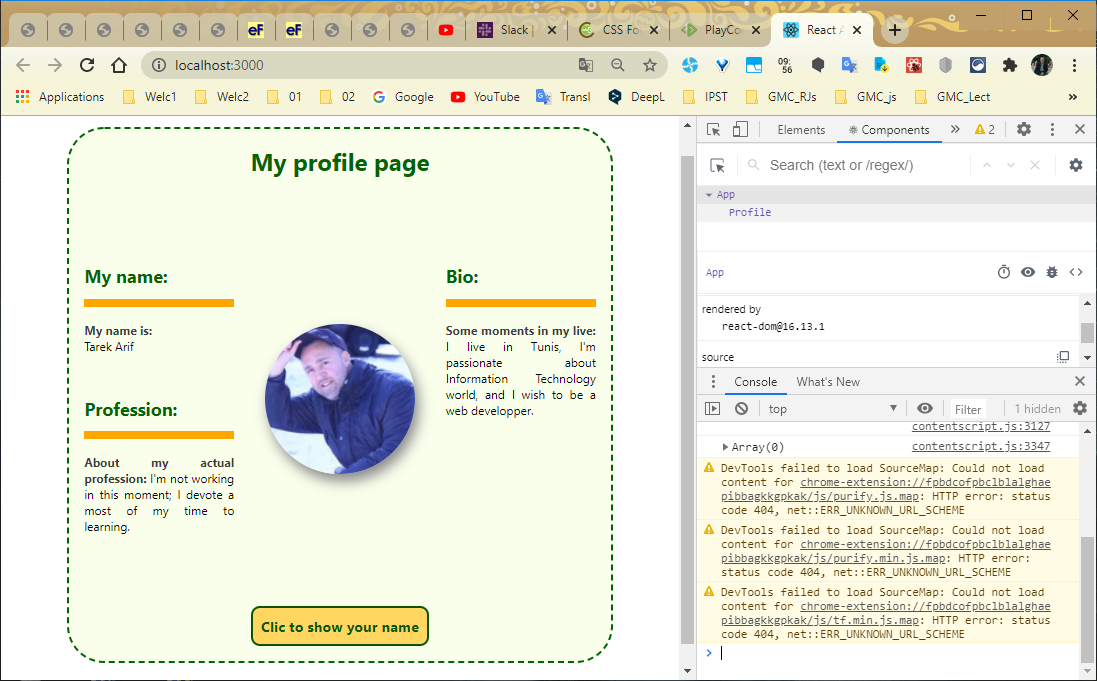 eF
eF
Slack |
CSS Fo
PlayCo
React A
localhost:3000
09:
56
Applications
Welc1
Welc2
01
02
Google
YouTube
Transl
DeepL
IPST
GMC_RJs
GMC_js
GMC_Lect
»
My profile page
My name:
My name is:
Tarek Arif
Profession:
About my actual
profession: I'm not working
in this moment; I devote a
most of my time to
learning.
Bio:
Some moments in my live:
I live in Tunis, I'm
passionate about
Information Technology
world, and I wish to be a
web developper.
Clic to show your name
Elements
Components
»
2
Search (text or /regex/)
App
Profile
App
rendered by
react-dom@16.13.1
source
Console
What's New
top
Filter
1 hidden
contentscript.js:3127
Array(0)
contentscript.js:3347
DevTools failed to load SourceMap: Could not load
content for chrome-extension://fpbdcofpbclblalghae
pibbagkkgpkak/js/purify.js.map: HTTP error: status
code 404, net::ERR_UNKNOWN_URL_SCHEME
DevTools failed to load SourceMap: Could not load
content for chrome-extension://fpbdcofpbclblalghae
pibbagkkgpkak/js/purify.min.js.map: HTTP error:
status code 404, net::ERR_UNKNOWN_URL_SCHEME
DevTools failed to load SourceMap: Could not load
content for chrome-extension://fpbdcofpbclblalghae
pibbagkkgpkak/js/tf.min.js.map: HTTP error: status
code 404, net::ERR_UNKNOWN_URL_SCHEME